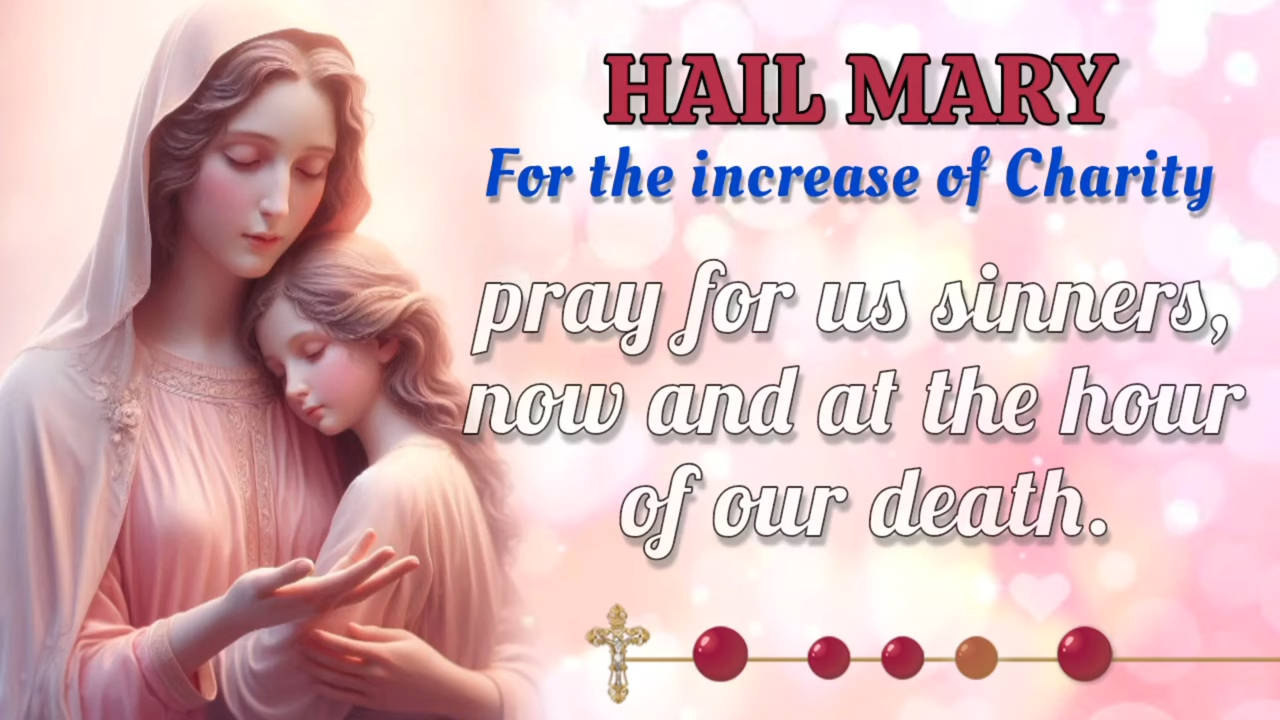 HAIL MARY
For the increase of Charity
pray for us sinners,
now and at the hour
of our death.